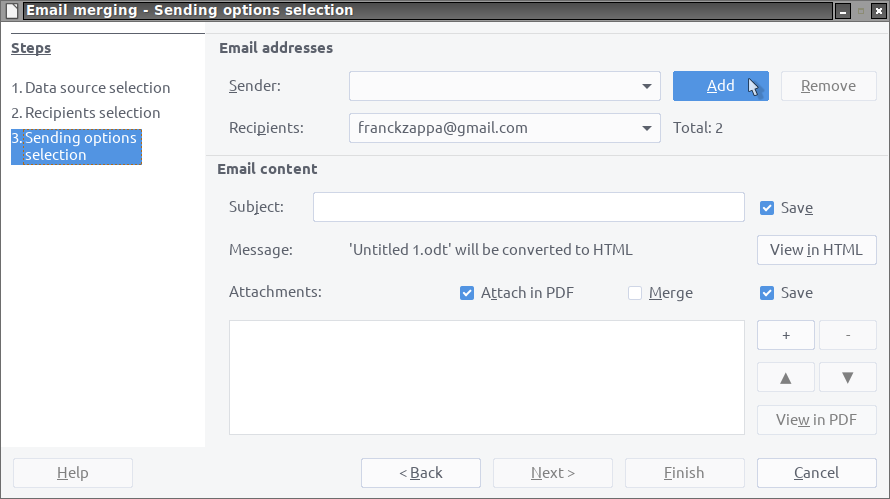 Email merging - Sending options selection
Steps
1. Data source selection
2. Recipients selection
3. Sending options
selection
Email addresses
Sender:
Add
Remove
Recipients:
franckzappa@gmail.com
Total: 2
Email content
Subject:
Save
Message:
'Untitled 1.odt' will be converted to HTML
View in HTML
Attachments:
Attach in PDF
Merge
Save
+
-
▲
▼
View in PDF
Help
< Back
Next >
Finish
Cancel